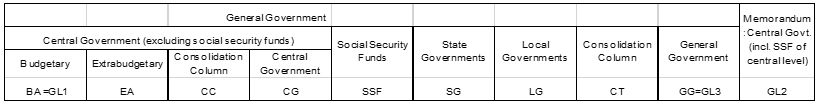 General Government
Memorandum
: Central Govt.
(incl. SSF of
central level)
Central Government (excluding social security funds)
Social Security
Funds
State
Governments
Local
Governments
Consolidation
Column
General
Government
Budgetary
Extrabudgetary
Consolidation
Column
Central
Government
BA=GL1
EA
CC
CG
SSF
SG
LG
CT
GG=GL3
GL2